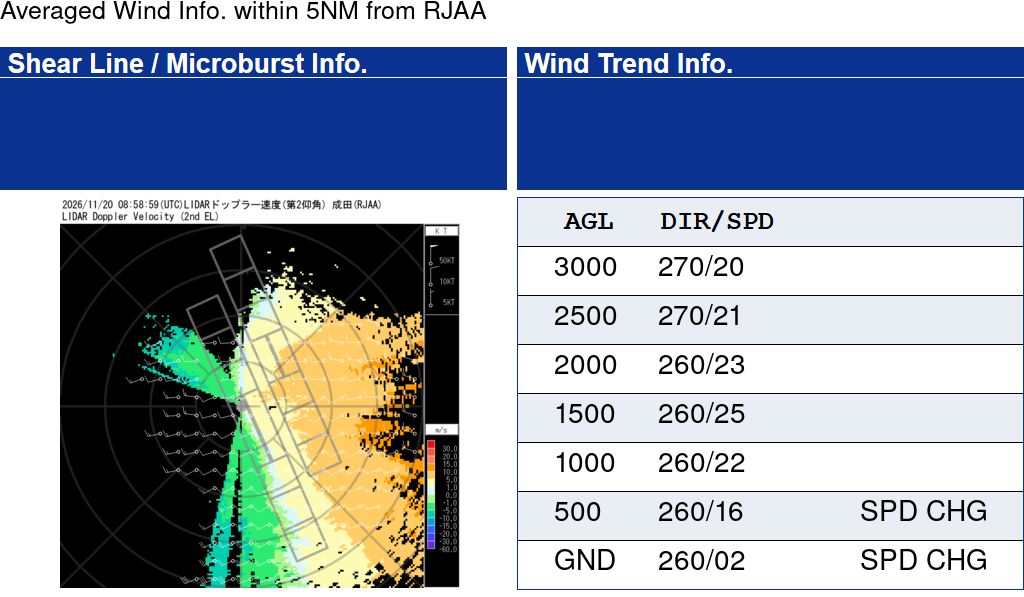 Averaged Wind Info. within 5NM from RJAA
Shear Line / Microburst Info.
Wind Trend Info.
2026/11/20 08:58:59(UTC)LIDARドップラー速度(第2仰角) 成田(RJAA)
LIDAR Doppler Velocity (2nd EL)
K T
50KT
10KT
5KT
m/s
30.0
20.0
15.0
10.0
5.0
1.0
0.0
-1.0
-5.0
-10.0
-15.0
-20.0
-30.0
-60.0
AGL DIR/SPD
3000 270/20
2500 270/21
2000 260/23
1500 260/25
1000 260/22
500 260/16 SPD CHG
GND 260/02 SPD CHG